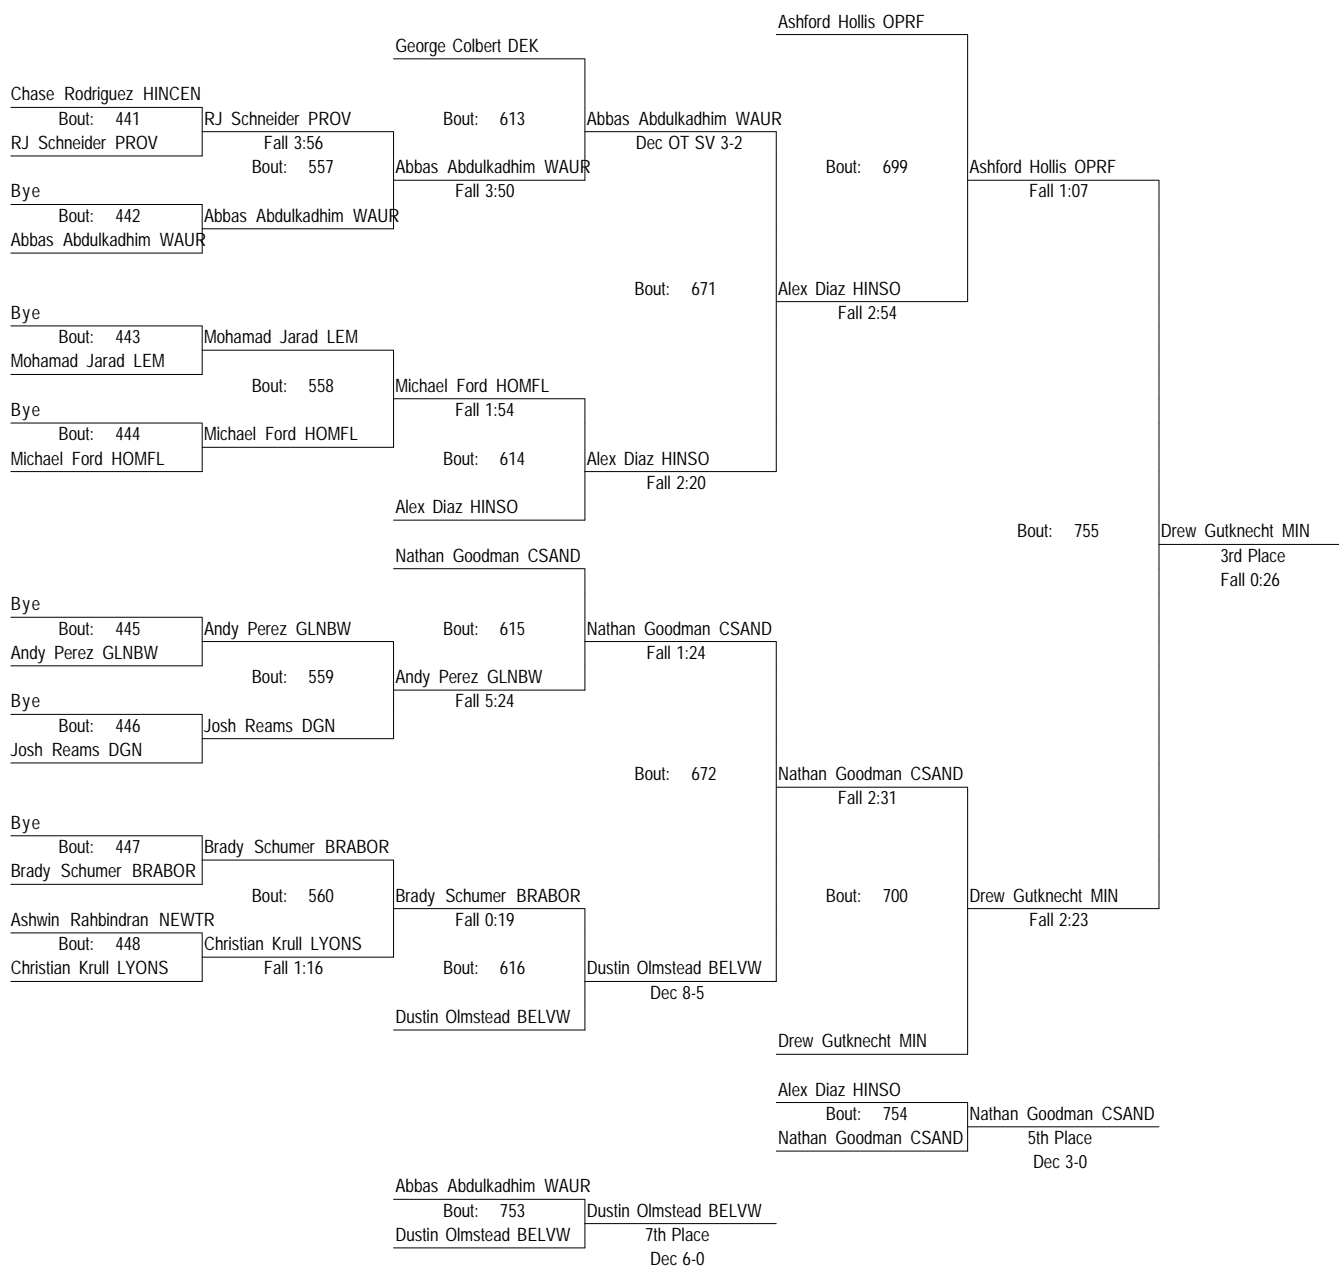 Ashford Hollis OPRF
George Colbert DEK
Chase Rodriguez HINCEN
Bout: 441
RJ Schneider PROV
RJ Schneider PROV
Fall 3:56
Bout: 557
Bout: 613
Abbas Abdulkadhim WAUR
Dec OT SV 3-2
Abbas Abdulkadhim WAUR
Fall 3:50
Bout: 699
Ashford Hollis OPRF
Fall 1:07
Bye
Bout: 442
Abbas Abdulkadhim WAUR
Abbas Abdulkadhim WAUR
Bout: 671
Alex Diaz HINSO
Fall 2:54
Bye
Bout: 443
Mohamad Jarad LEM
Mohamad Jarad LEM
Bout: 558
Michael Ford HOMFL
Fall 1:54
Bye
Bout: 444
Michael Ford HOMFL
Michael Ford HOMFL
Bout: 614
Alex Diaz HINSO
Fall 2:20
Alex Diaz HINSO
Bout: 755
Drew Gutknecht MIN
3rd Place
Fall 0:26
Nathan Goodman CSAND
Bye
Bout: 445
Andy Perez GLNBW
Andy Perez GLNBW
Bout: 615
Nathan Goodman CSAND
Fall 1:24
Bout: 559
Andy Perez GLNBW
Fall 5:24
Bye
Bout: 446
Josh Reams DGN
Josh Reams DGN
Bout: 672
Nathan Goodman CSAND
Fall 2:31
Bye
Bout: 447
Brady Schumer BRABOR
Brady Schumer BRABOR
Bout: 560
Brady Schumer BRABOR
Fall 0:19
Bout: 700
Drew Gutknecht MIN
Fall 2:23
Ashwin Rahbindran NEWTR
Bout: 448
Christian Krull LYONS
Christian Krull LYONS
Fall 1:16
Bout: 616
Dustin Olmstead BELVW
Dec 8-5
Dustin Olmstead BELVW
Drew Gutknecht MIN
Alex Diaz HINSO
Bout: 754
Nathan Goodman CSAND
Nathan Goodman CSAND
5th Place
Dec 3-0
Abbas Abdulkadhim WAUR
Bout: 753
Dustin Olmstead BELVW
Dustin Olmstead BELVW
7th Place
Dec 6-0